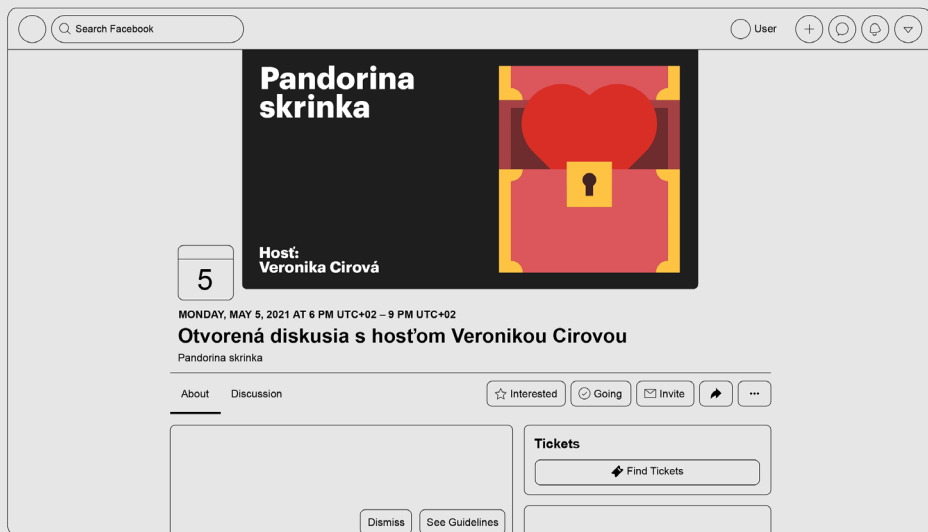 Search Facebook
User
Pandorina
skrinka
Hosť:
Veronika Cirová
5
MONDAY, MAY 5, 2021 AT 6 PM UTC+02 – 9 PM UTC+02
Otvorená diskusia s hosťom Veronikou Cirovou
Pandorina skrinka
About
Discussion
Interested
Going
Invite
Tickets
Find Tickets
Dismiss
See Guidelines